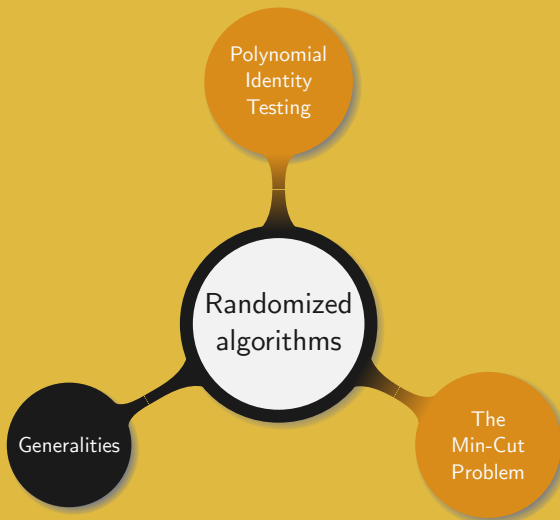 Polynomial
Identity
Testing
Randomized
algorithms
Generalities
The
Min-Cut
Problem